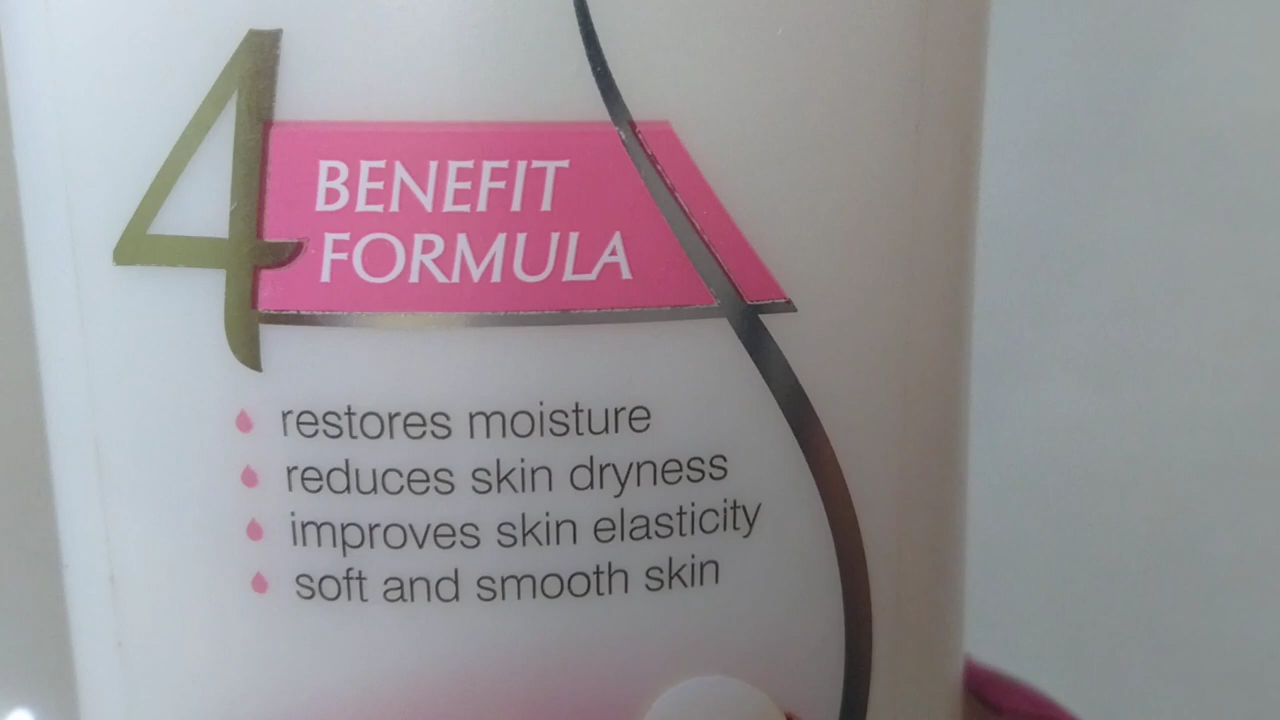 4
BENEFIT
FORMULA
restores moisture
reduces skin dryness
improves skin elasticity
soft and smooth skin